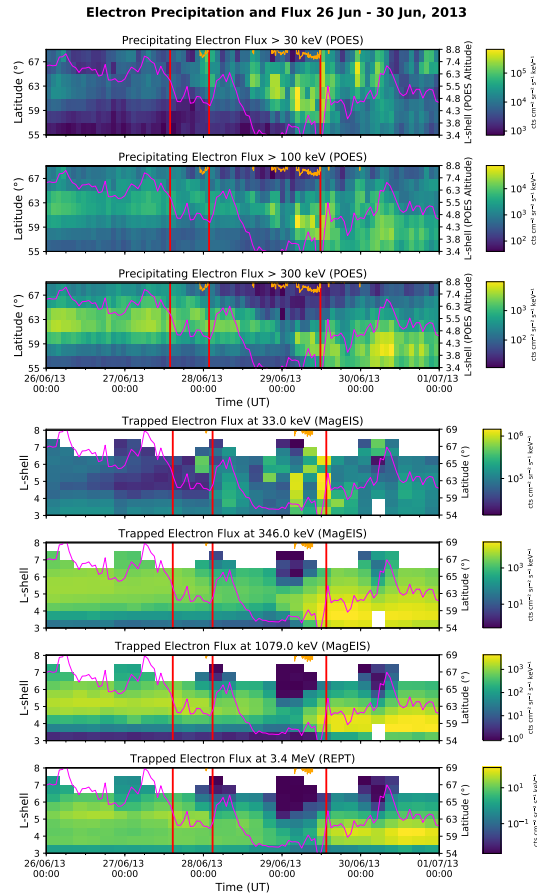 Electron Precipitation and Flux 26 Jun - 30 Jun, 2013
Precipitating Electron Flux > 30 keV (POES)
67
63
59
55
Latitude (°)
8.8
7.3
6.3
5.5
4.8
4.3
3.9
3.4
L-shell (POES Altitude)
10⁵
10⁴
10³
cts cm⁻² sr⁻¹ s⁻¹ keV⁻¹
Precipitating Electron Flux > 100 keV (POES)
67
63
59
55
Latitude (°)
8.8
7.3
6.3
5.5
4.8
4.3
3.9
3.4
L-shell (POES Altitude)
10⁴
10³
10²
cts cm⁻² sr⁻¹ s⁻¹ keV⁻¹
Precipitating Electron Flux > 300 keV (POES)
67
63
59
55
Latitude (°)
8.8
7.3
6.3
5.5
4.8
4.3
3.9
3.4
L-shell (POES Altitude)
10³
10²
cts cm⁻² sr⁻¹ s⁻¹ keV⁻¹
26/06/13 27/06/13 28/06/13 29/06/13 30/06/13 01/07/13
00:00 00:00 00:00 00:00 00:00 00:00
Time (UT)
Trapped Electron Flux at 33.0 keV (MagEIS)
8
7
6
5
4
3
L-shell
69
67
65
63
59
54
Latitude (°)
10⁶
10⁵
cts cm⁻² sr⁻¹ s⁻¹ keV⁻¹
Trapped Electron Flux at 346.0 keV (MagEIS)
8
7
6
5
4
3
L-shell
69
67
65
63
59
54
Latitude (°)
10³
10¹
cts cm⁻² sr⁻¹ s⁻¹ keV⁻¹
Trapped Electron Flux at 1079.0 keV (MagEIS)
8
7
6
5
4
3
L-shell
69
67
65
63
59
54
Latitude (°)
10³
10²
10¹
10⁰
cts cm⁻² sr⁻¹ s⁻¹ keV⁻¹
Trapped Electron Flux at 3.4 MeV (REPT)
8
7
6
5
4
3
L-shell
69
67
65
63
59
54
Latitude (°)
10¹
10⁻¹
cts cm⁻² sr⁻¹ s⁻¹ keV⁻¹
26/06/13 27/06/13 28/06/13 29/06/13 30/06/13 01/07/13
00:00 00:00 00:00 00:00 00:00 00:00
Time (UT)